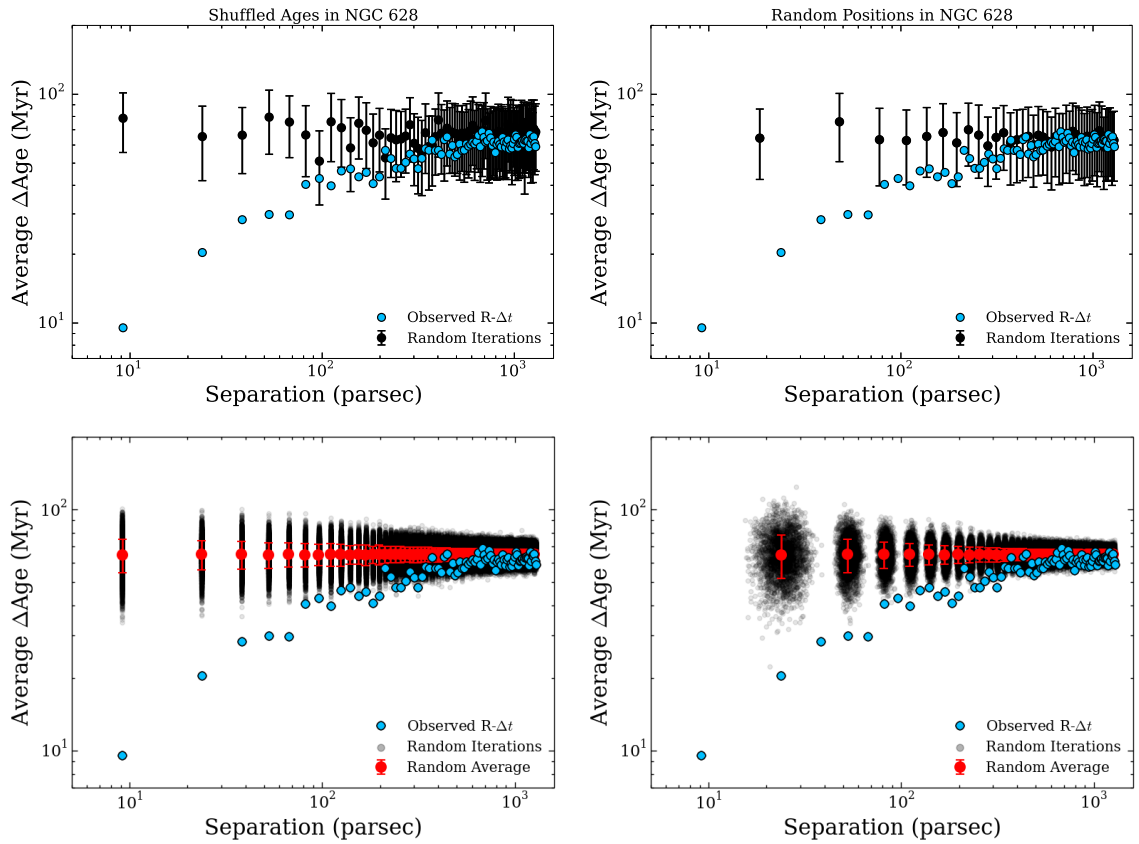 Shuffled Ages in NGC 628
Average ΔAge (Myr)
10²
10¹
Observed R-Δt
Random Iterstions
10¹ 10² 10³
Separation (parsec)
Random Positions in NGC 628
Average ΔAge (Myr)
10²
10¹
Observed R-Δt
Random Iterstions
10¹ 10² 10³
Separation (parsec)
Average ΔAge (Myr)
10²
10¹
Observed R-Δt
Random Iterations
Random Average
10¹ 10² 10³
Separation (parsec)
Average ΔAge (Myr)
10²
10¹
Observed R-Δt
Random Iterations
Random Average
10¹ 10² 10³
Separation (parsec)